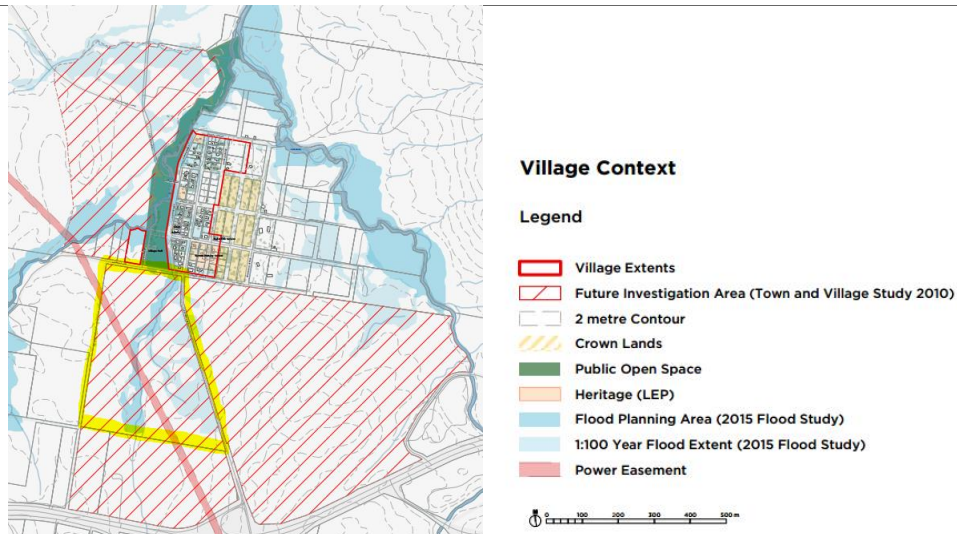 Village Context
Legend
Village Extents
Future Investigation Area (Town and Village Study 2010)
2 metre Contour
Crown Lands
Public Open Space
Heritage (LEP)
Flood Planning Area (2015 Flood Study)
1:100 Year Flood Extent (2015 Flood Study)
Power Easement
0 100 200 300 400 500 m